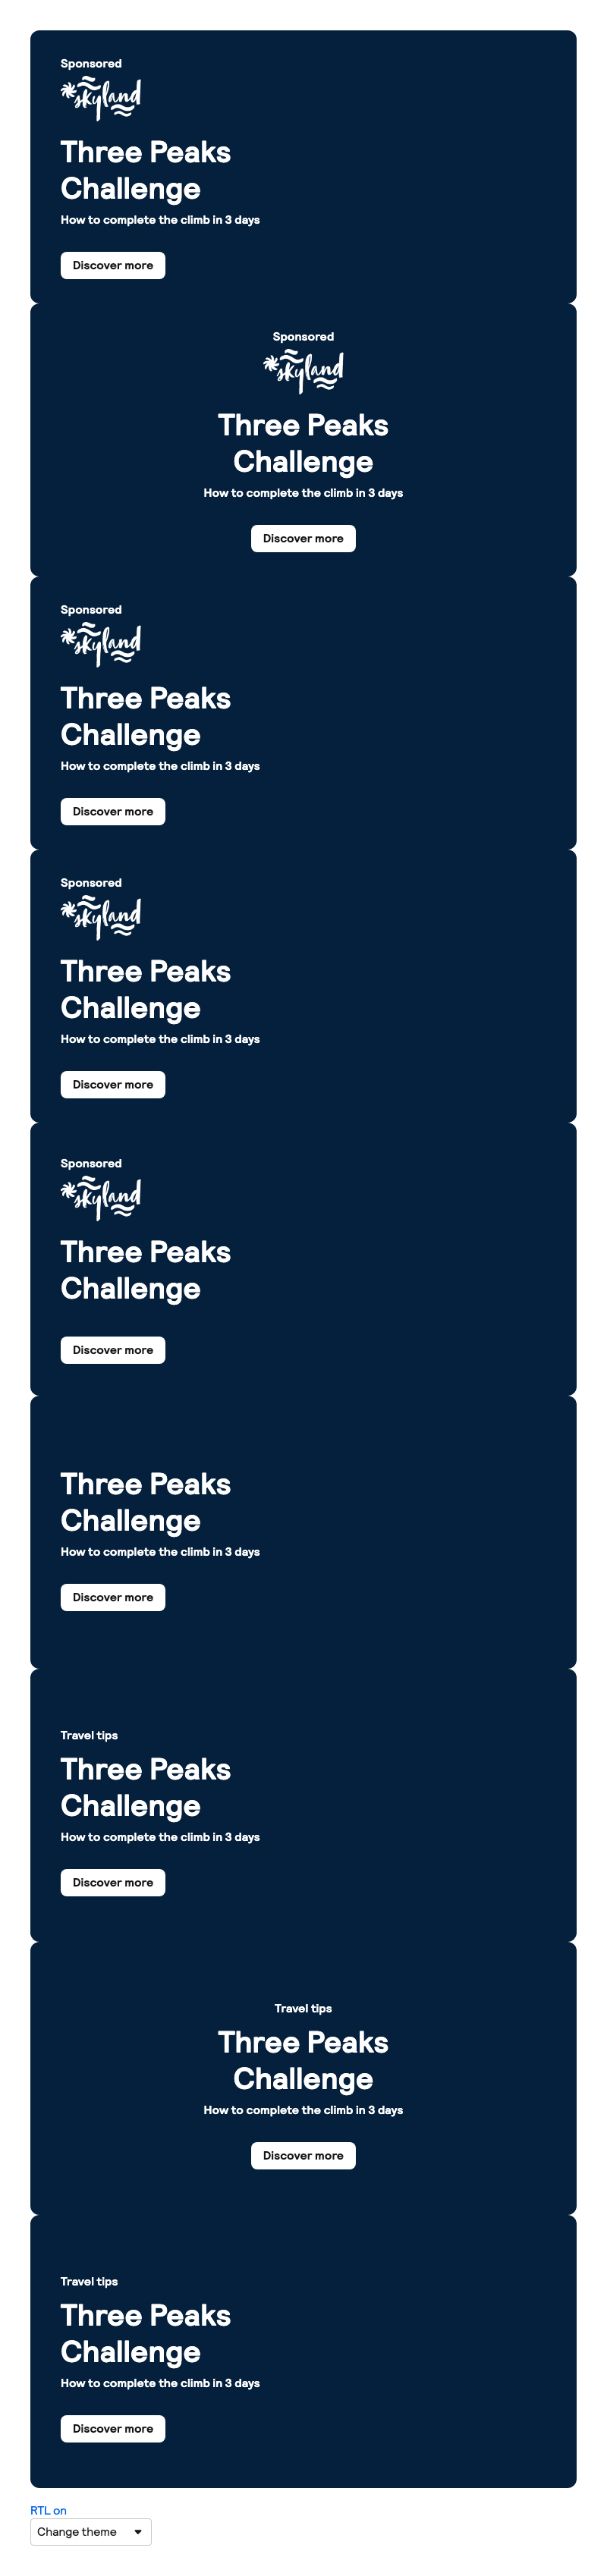 Sponsored
skyland
Three Peaks
Challenge
How to complete the climb in 3 days
Discover more
Sponsored
skyland
Three Peaks
Challenge
How to complete the climb in 3 days
Discover more
Sponsored
skyland
Three Peaks
Challenge
How to complete the climb in 3 days
Discover more
Sponsored
skyland
Three Peaks
Challenge
How to complete the climb in 3 days
Discover more
Sponsored
skyland
Three Peaks
Challenge
Discover more
Three Peaks
Challenge
How to complete the climb in 3 days
Discover more
Travel tips
Three Peaks
Challenge
How to complete the climb in 3 days
Discover more
Travel tips
Three Peaks
Challenge
How to complete the climb in 3 days
Discover more
Travel tips
Three Peaks
Challenge
How to complete the climb in 3 days
Discover more
RTL on
Change theme